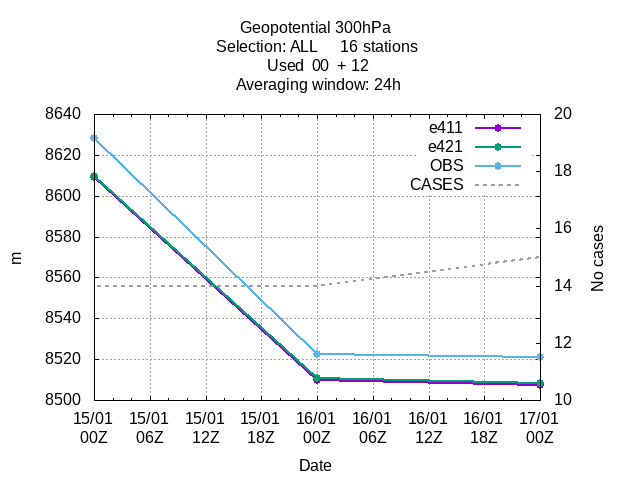 Geopotential 300hPa
Selection: ALL     16 stations
Used  00  + 12
Averaging window: 24h
8640
8620
8600
8580
8560
8540
8520
8500
m
20
18
16
14
12
10
No cases
e411
e421
OBS
CASES
15/01 15/01 15/01 15/01 16/01 16/01 16/01 16/01 17/01
00Z 06Z 12Z 18Z 00Z 06Z 12Z 18Z 00Z
Date